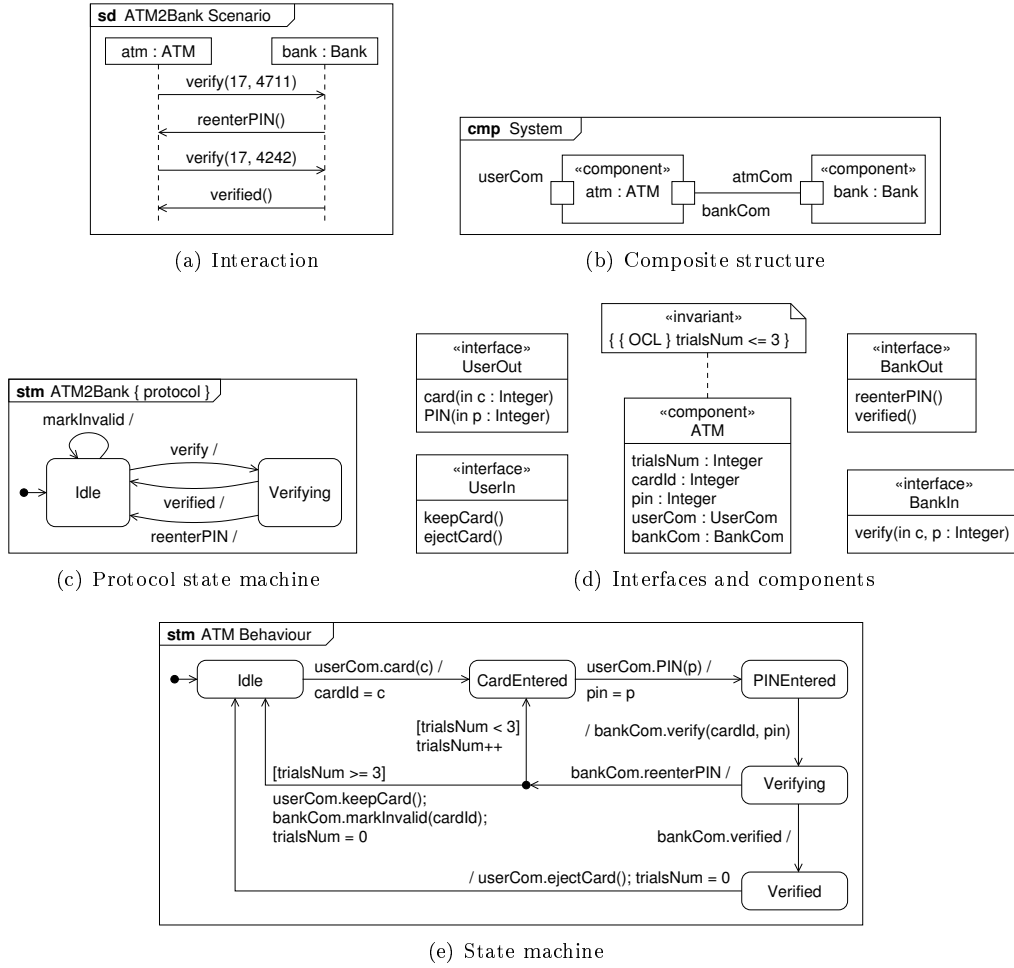 sd ATM2Bank Scenario
atm : ATM
bank : Bank
verify(17, 4711)
reenterPIN()
verify(17, 4242)
verified()
(a) Interaction
cmp System
userCom
«component»
atm : ATM
bankCom
atmCom
«component»
bank : Bank
(b) Composite structure
stm ATM2Bank { protocol }
markInvalid /
Idle
verify /
verified /
reenterPIN /
Verifying
(c) Protocol state machine
«interface»
UserOut
card(in c : Integer)
PIN(in p : Integer)
«interface»
UserIn
keepCard()
ejectCard()
«invariant»
{ { OCL } trialsNum <= 3 }
«component»
ATM
trialsNum : Integer
cardId : Integer
pin : Integer
userCom : UserCom
bankCom : BankCom
«interface»
BankOut
reenterPIN()
verified()
«interface»
BankIn
verify(in c, p : Integer)
(d) Interfaces and components
stm ATM Behaviour
Idle
userCom.card(c) /
cardId = c
CardEntered
userCom.PIN(p) /
pin = p
PINEntered
/ bankCom.verify(cardId, pin)
[trialsNum < 3]
trialsNum++
bankCom.reenterPIN /
Verifying
[trialsNum >= 3]
userCom.keepCard();
bankCom.markInvalid(cardId);
trialsNum = 0
bankCom.verified /
/ userCom.ejectCard(); trialsNum = 0
Verified
(e) State machine